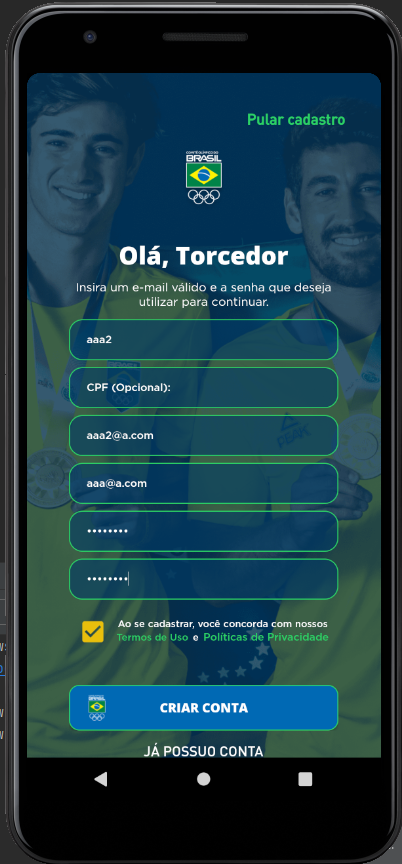 Pular cadastro
COMITÊ OLÍMPICO DO
BRASIL
Olá, Torcedor
Insira um e-mail válido e a senha que deseja
utilizar para continuar.
aaa2
CPF (Opcional):
aaa2@a.com
aaa@a.com
••••••••
••••••••
Ao se cadastrar, você concorda com nossos
Termos de Uso e Políticas de Privacidade
BRASIL
CRIAR CONTA
JÁ POSSUO CONTA